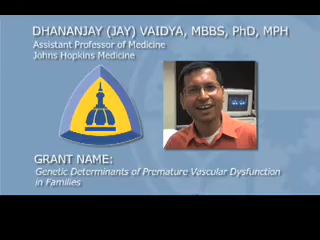 DHANANJAY (JAY) VAIDYA, MBBS, PhD, MPH
Assistant Professor of Medicine
Johns Hopkins Medicine
GRANT NAME:
Genetic Determinants of Premature Vascular Dysfunction
in Families